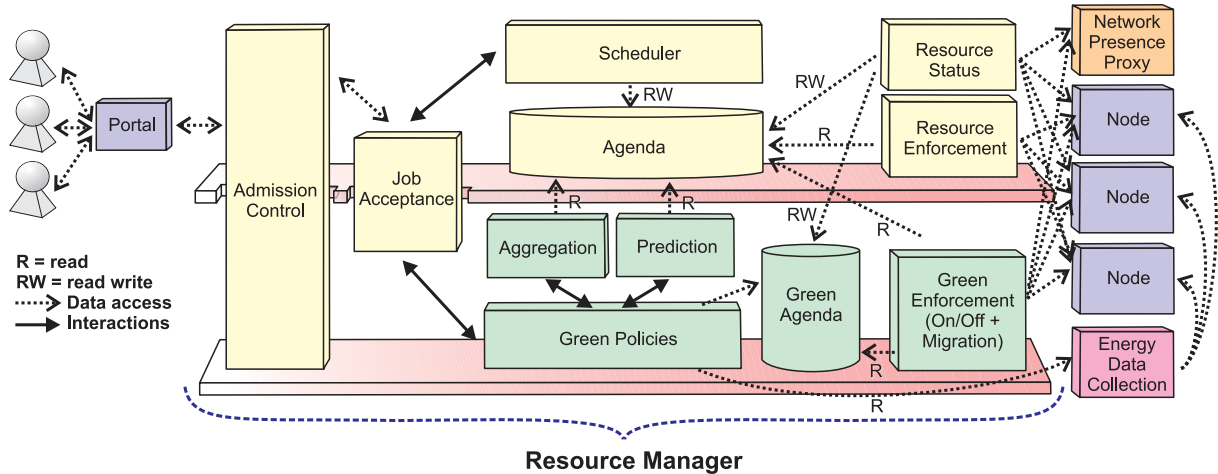 Scheduler
RW
Resource
Status
Network
Presence
Proxy
RW
Portal
Agenda
R
Resource
Enforcement
Node
Admission
Control
Job
Acceptance
R
R
RW
R
Node
Aggregation
Prediction
R = read
RW = read write
Data access
Interactions
Green
Agenda
Green
Enforcement
(On/Off +
Migration)
Node
Green Policies
R
R
Energy
Data
Collection
Resource Manager